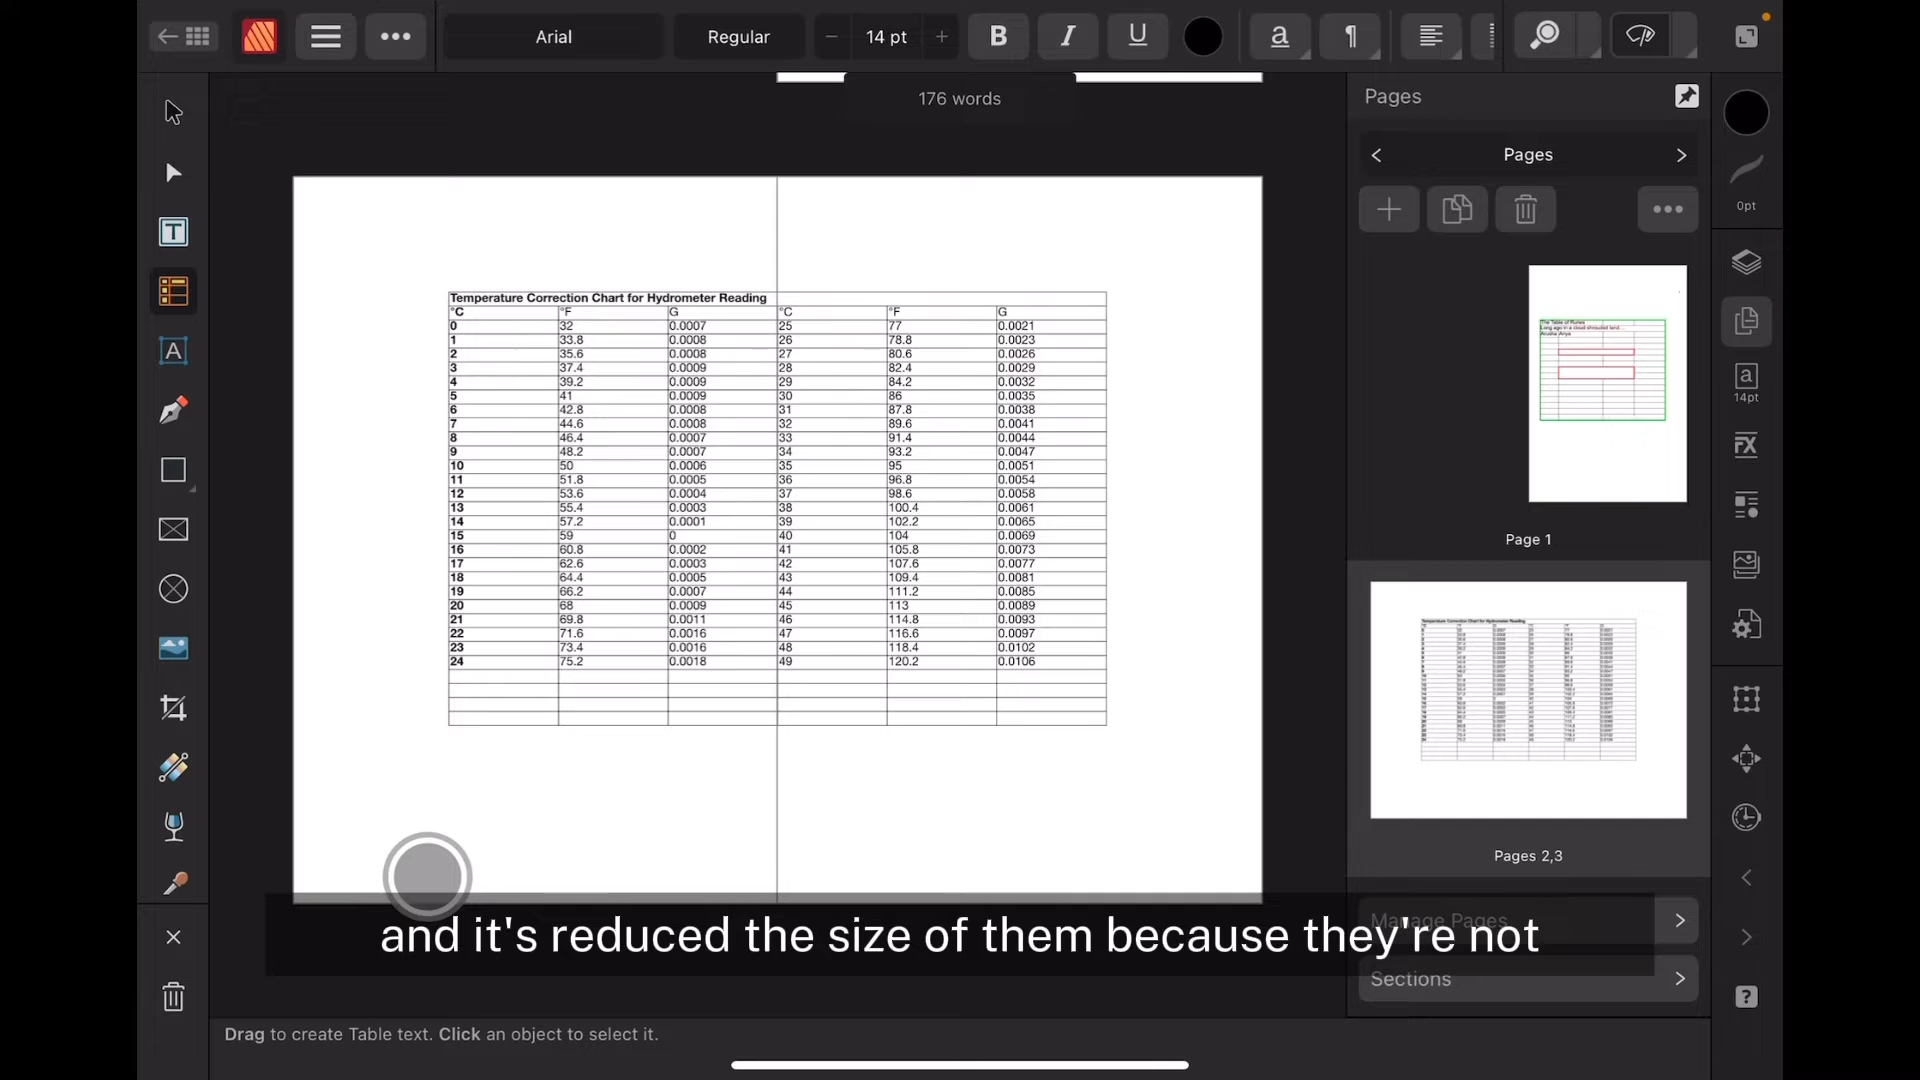 Arial
Regular
14 pt
B
I
U
a
176 words
Pages
Pages
0pt
14pt
FX
Page 1
Pages 2,3
Manage Pages
Sections
The Table of Runes
Long ago in a cloud shrouded land...
Temperature Correction Chart for Hydrometer Reading
°C °F G °C °F G
0 32 0.0007 25 77 0.0021
1 33.8 0.0008 26 78.8 0.0023
2 35.6 0.0008 27 80.6 0.0026
3 37.4 0.0009 28 82.4 0.0029
4 39.2 0.0009 29 84.2 0.0032
5 41 0.0009 30 86 0.0035
6 42.8 0.0008 31 87.8 0.0038
7 44.6 0.0008 32 89.6 0.0041
8 46.4 0.0007 33 91.4 0.0044
9 48.2 0.0007 34 93.2 0.0047
10 50 0.0006 35 95 0.0051
11 51.8 0.0005 36 96.8 0.0054
12 53.6 0.0004 37 98.6 0.0058
13 55.4 0.0003 38 100.4 0.0061
14 57.2 0.0001 39 102.2 0.0065
15 59 0 40 104 0.0069
16 60.8 0.0002 41 105.8 0.0073
17 62.6 0.0003 42 107.6 0.0077
18 64.4 0.0005 43 109.4 0.0081
19 66.2 0.0007 44 111.2 0.0085
20 68 0.0009 45 113 0.0089
21 69.8 0.0011 46 114.8 0.0093
22 71.6 0.0016 47 116.6 0.0097
23 73.4 0.0016 48 118.4 0.0102
24 75.2 0.0018 49 120.2 0.0106
and it's reduced the size of them because they're not
Drag to create Table text. Click an object to select it.